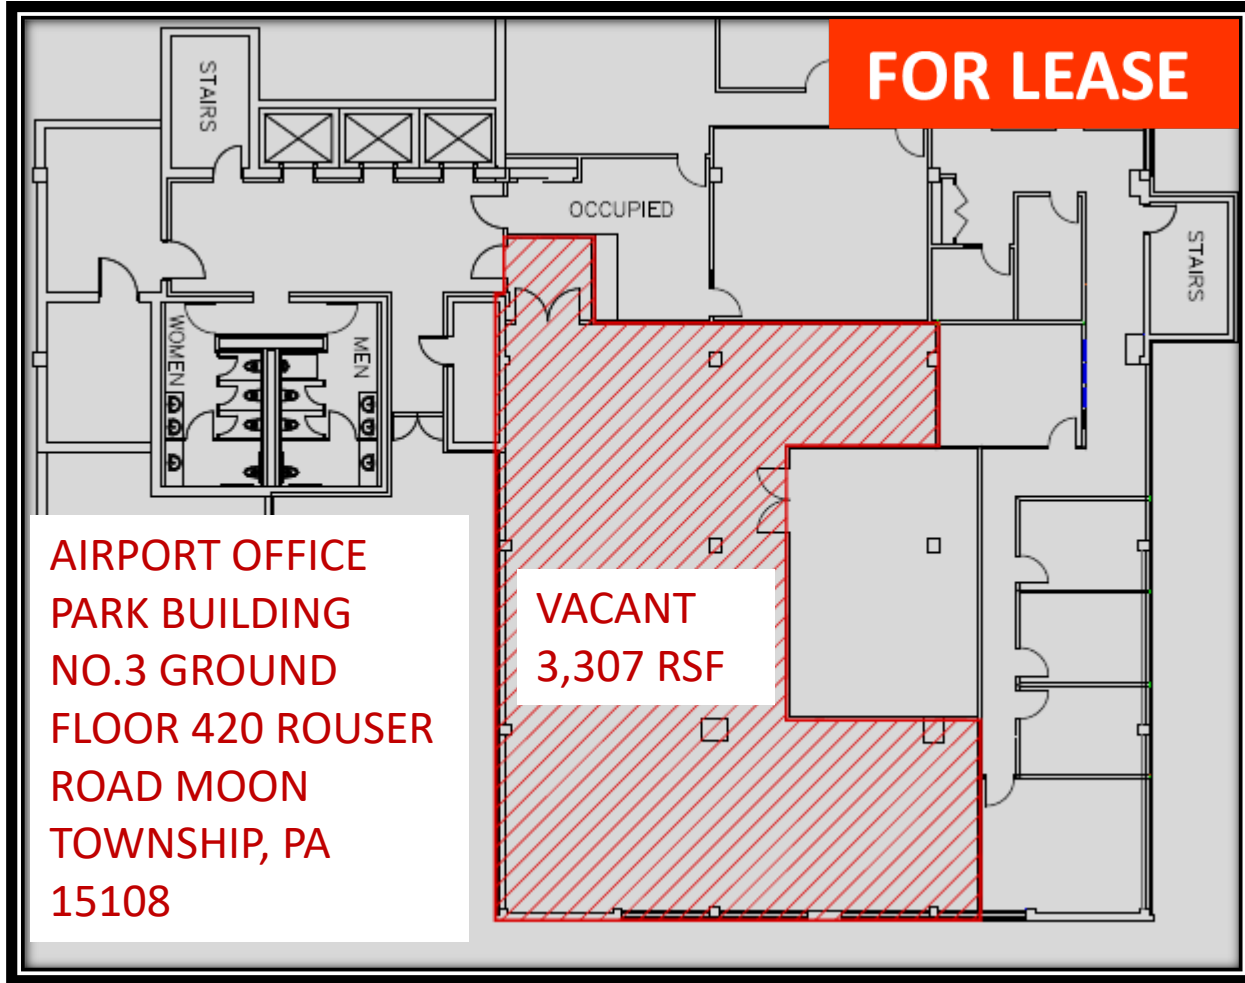 FOR LEASE
STAIRS
OCCUPIED
STAIRS
WOMEN
MEN
AIRPORT OFFICE
PARK BUILDING
NO.3 GROUND
FLOOR 420 ROUSER
ROAD MOON
TOWNSHIP, PA
15108
VACANT
3,307 RSF